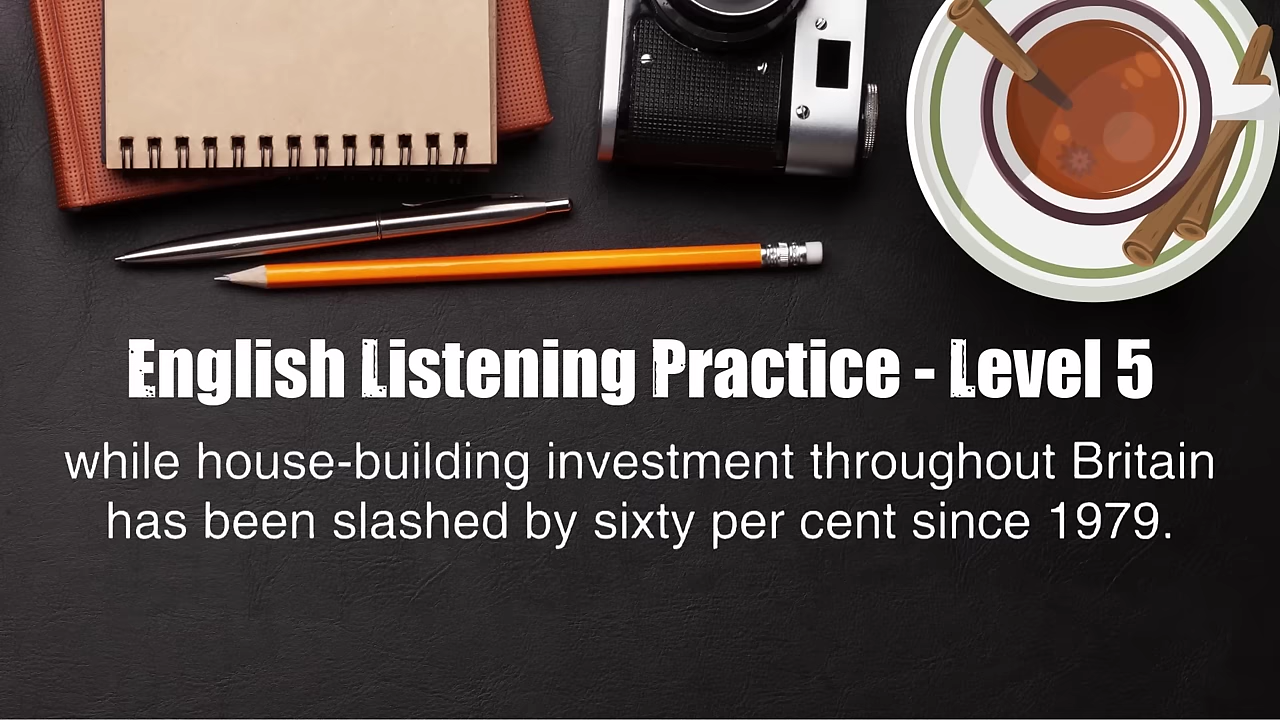 English Listening Practice - Level 5
while house-building investment throughout Britain
has been slashed by sixty per cent since 1979.